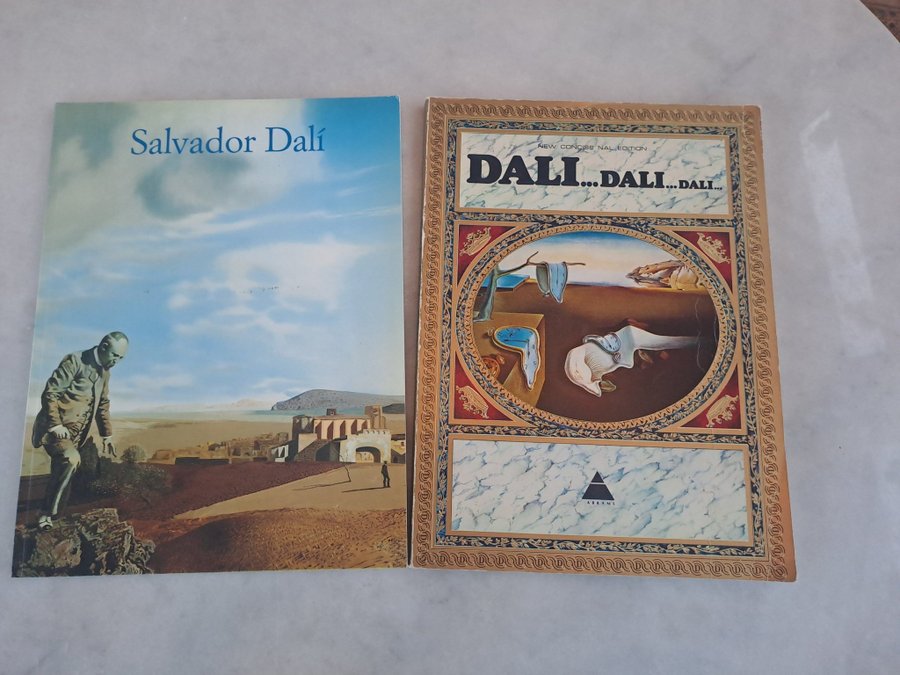 Salvador Dalí
NEW CONCISE NAL EDITION
DALI...DALI...DALI...
ABRAMS